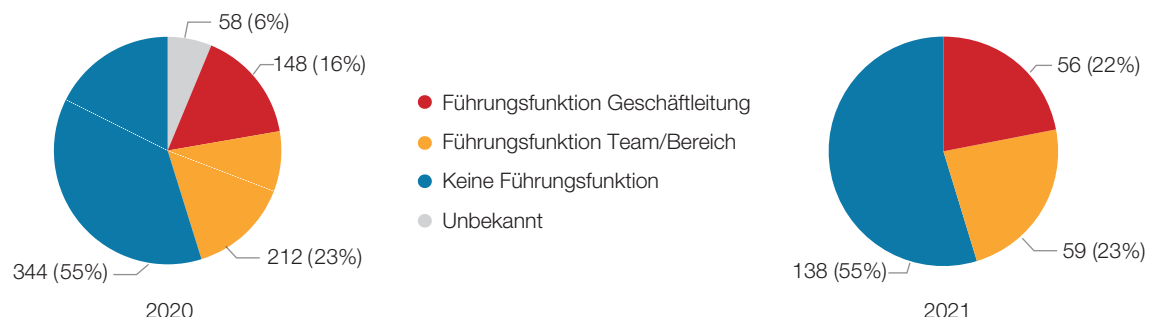 58 (6%)
148 (16%)
212 (23%)
344 (55%)
2020
Führungsfunktion Geschäftleitung
Führungsfunktion Team/Bereich
Keine Führungsfunktion
Unbekannt
56 (22%)
59 (23%)
138 (55%)
2021